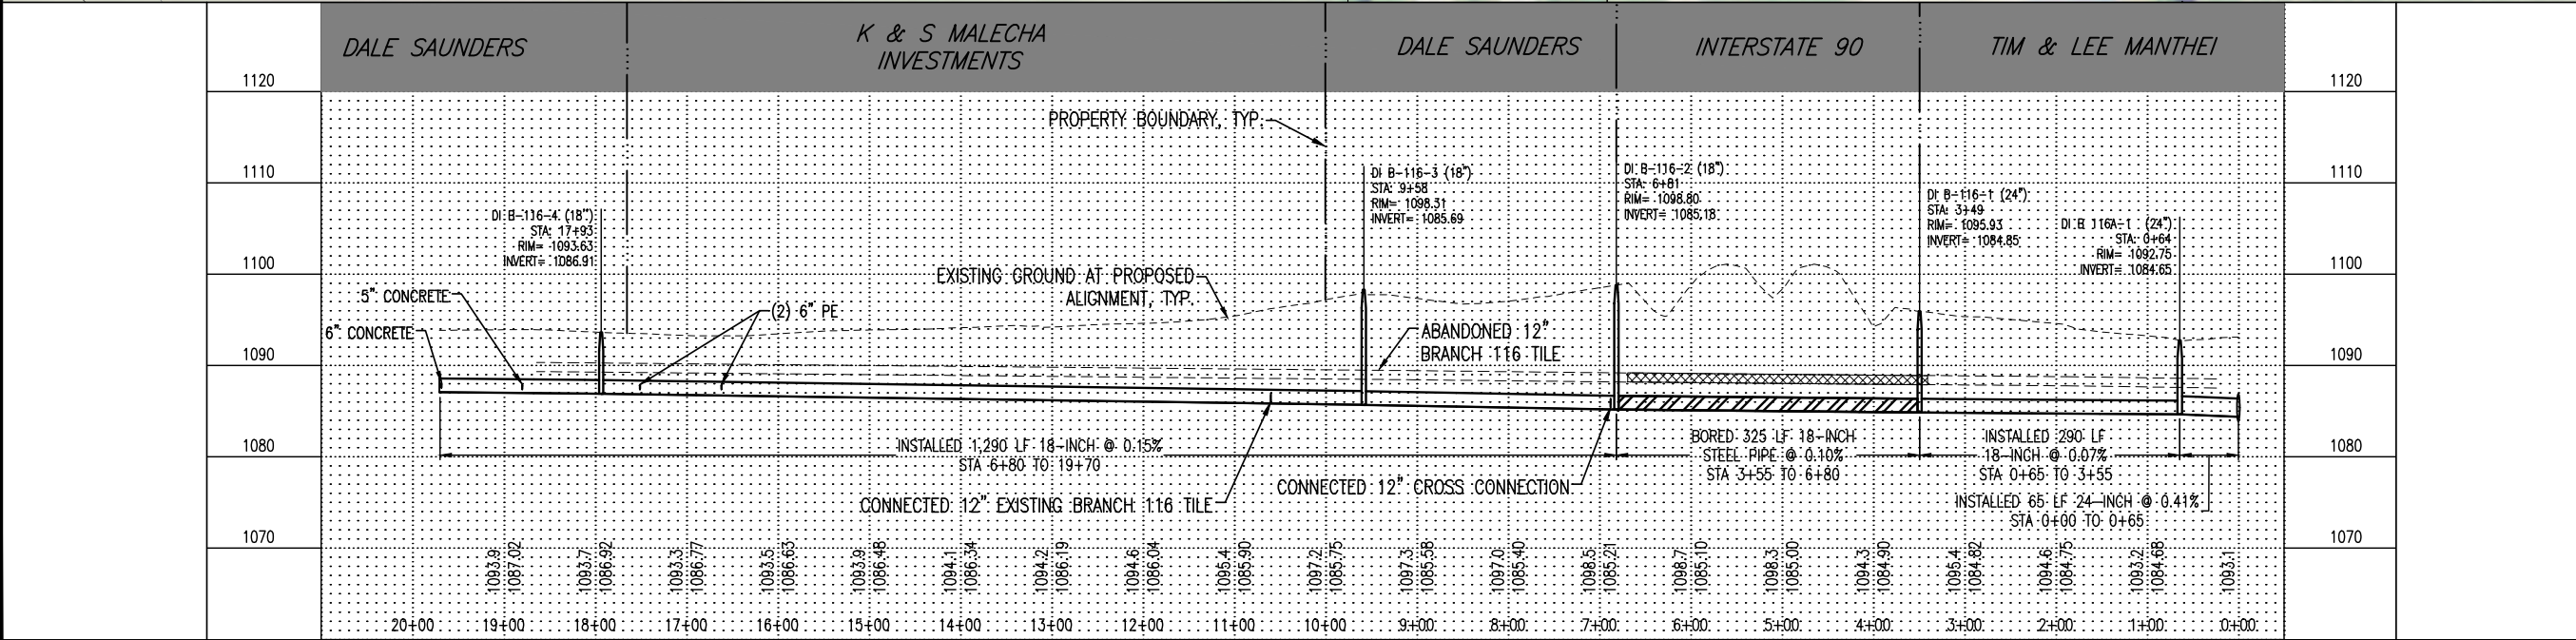 DALE SAUNDERS
K & S MALECHA
INVESTMENTS
DALE SAUNDERS
INTERSTATE 90
TIM & LEE MANTHEI
1120
1120
PROPERTY BOUNDARY, TYP.
1110
1110
DI B-116-4 (18")
STA: 17+93
RIM= 1093.63
INVERT= 1086.91
DI B-116-3 (18")
STA: 9+58
RIM= 1098.31
INVERT= 1085.69
DI B-116-2 (18")
STA: 6+81
RIM= 1098.80
INVERT= 1085.18
DI B-116-1 (24")
STA: 3+49
RIM= 1095.93
INVERT= 1084.85
DI B 116A-1 (24")
STA: 0+64
RIM= 1092.75
INVERT= 1084.65
1100
1100
EXISTING GROUND AT PROPOSED
ALIGNMENT, TYP.
5" CONCRETE
6" CONCRETE
(2) 6" PE
ABANDONED 12"
BRANCH 116 TILE
1090
1090
1080
1080
INSTALLED 1,290 LF 18-INCH @ 0.15%
STA 6+80 TO 19+70
BORED 325 LF 18-INCH
STEEL PIPE @ 0.10%
STA 3+55 TO 6+80
INSTALLED 290 LF
18-INCH @ 0.07%
STA 0+65 TO 3+55
CONNECTED 12" EXISTING BRANCH 116 TILE
CONNECTED 12" CROSS CONNECTION
INSTALLED 65 LF 24-INCH @ 0.41%
STA 0+00 TO 0+65
1070
1070
1093.9
1087.02
1093.7
1086.92
1093.3
1086.77
1093.5
1086.63
1093.9
1086.48
1094.1
1086.34
1094.2
1086.19
1094.6
1086.04
1095.4
1085.90
1097.2
1085.75
1097.3
1085.58
1097.0
1085.40
1098.5
1085.21
1098.7
1085.10
1098.3
1085.00
1094.3
1084.90
1095.4
1084.82
1094.6
1084.75
1093.2
1084.68
1093.1
20+00
19+00
18+00
17+00
16+00
15+00
14+00
13+00
12+00
11+00
10+00
9+00
8+00
7+00
6+00
5+00
4+00
3+00
2+00
1+00
0+00